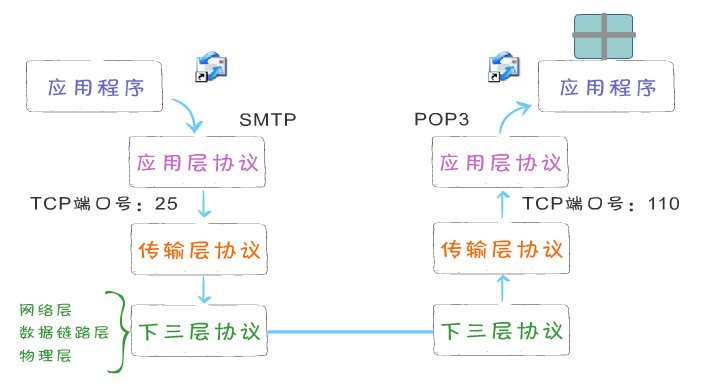 应用程序
应用程序
SMTP
POP3
应用层协议
应用层协议
TCP端口号：25
TCP端口号：110
传输层协议
传输层协议
网络层
数据链路层
物理层
下三层协议
下三层协议